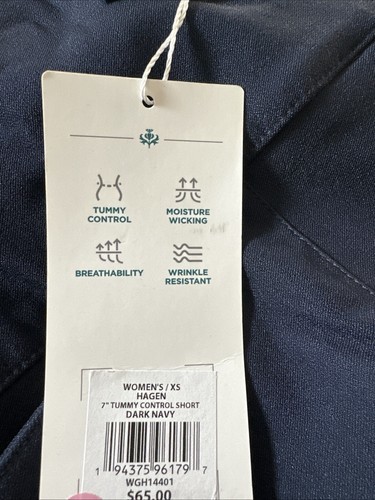 TUMMY
CONTROL
MOISTURE
WICKING
BREATHABILITY
WRINKLE
RESISTANT
WOMEN'S / XS
HAGEN
7" TUMMY CONTROL SHORT
DARK NAVY
1 94375 96179 7
WGH14401
$65.00